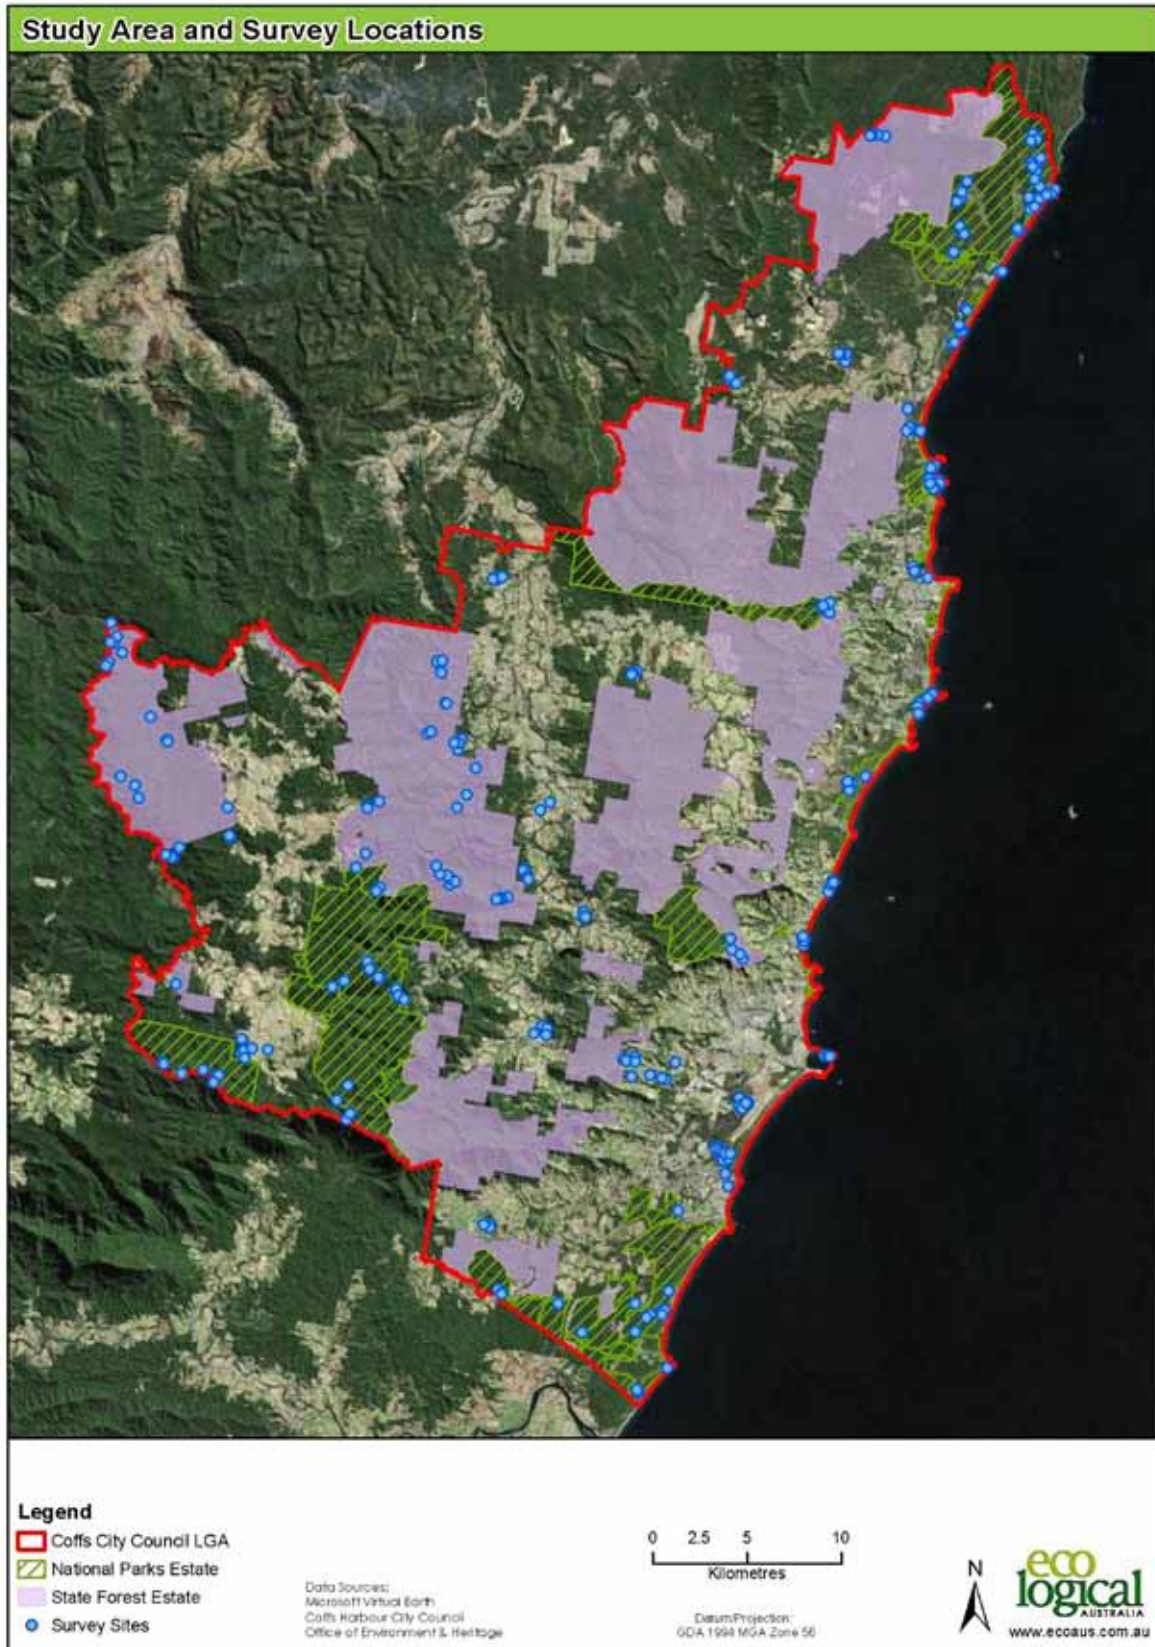 Study Area and Survey Locations
Legend
Coffs City Council LGA
National Parks Estate
State Forest Estate
Survey Sites
Data Sources:
Microsoft Virtual Earth
Coffs Harbour City Council
Office of Environment & Heritage
0 2.5 5 10
Kilometres
Datum/Projection:
GDA 1994 MGA Zone 56
N
eco
logical
AUSTRALIA
www.ecoaus.com.au